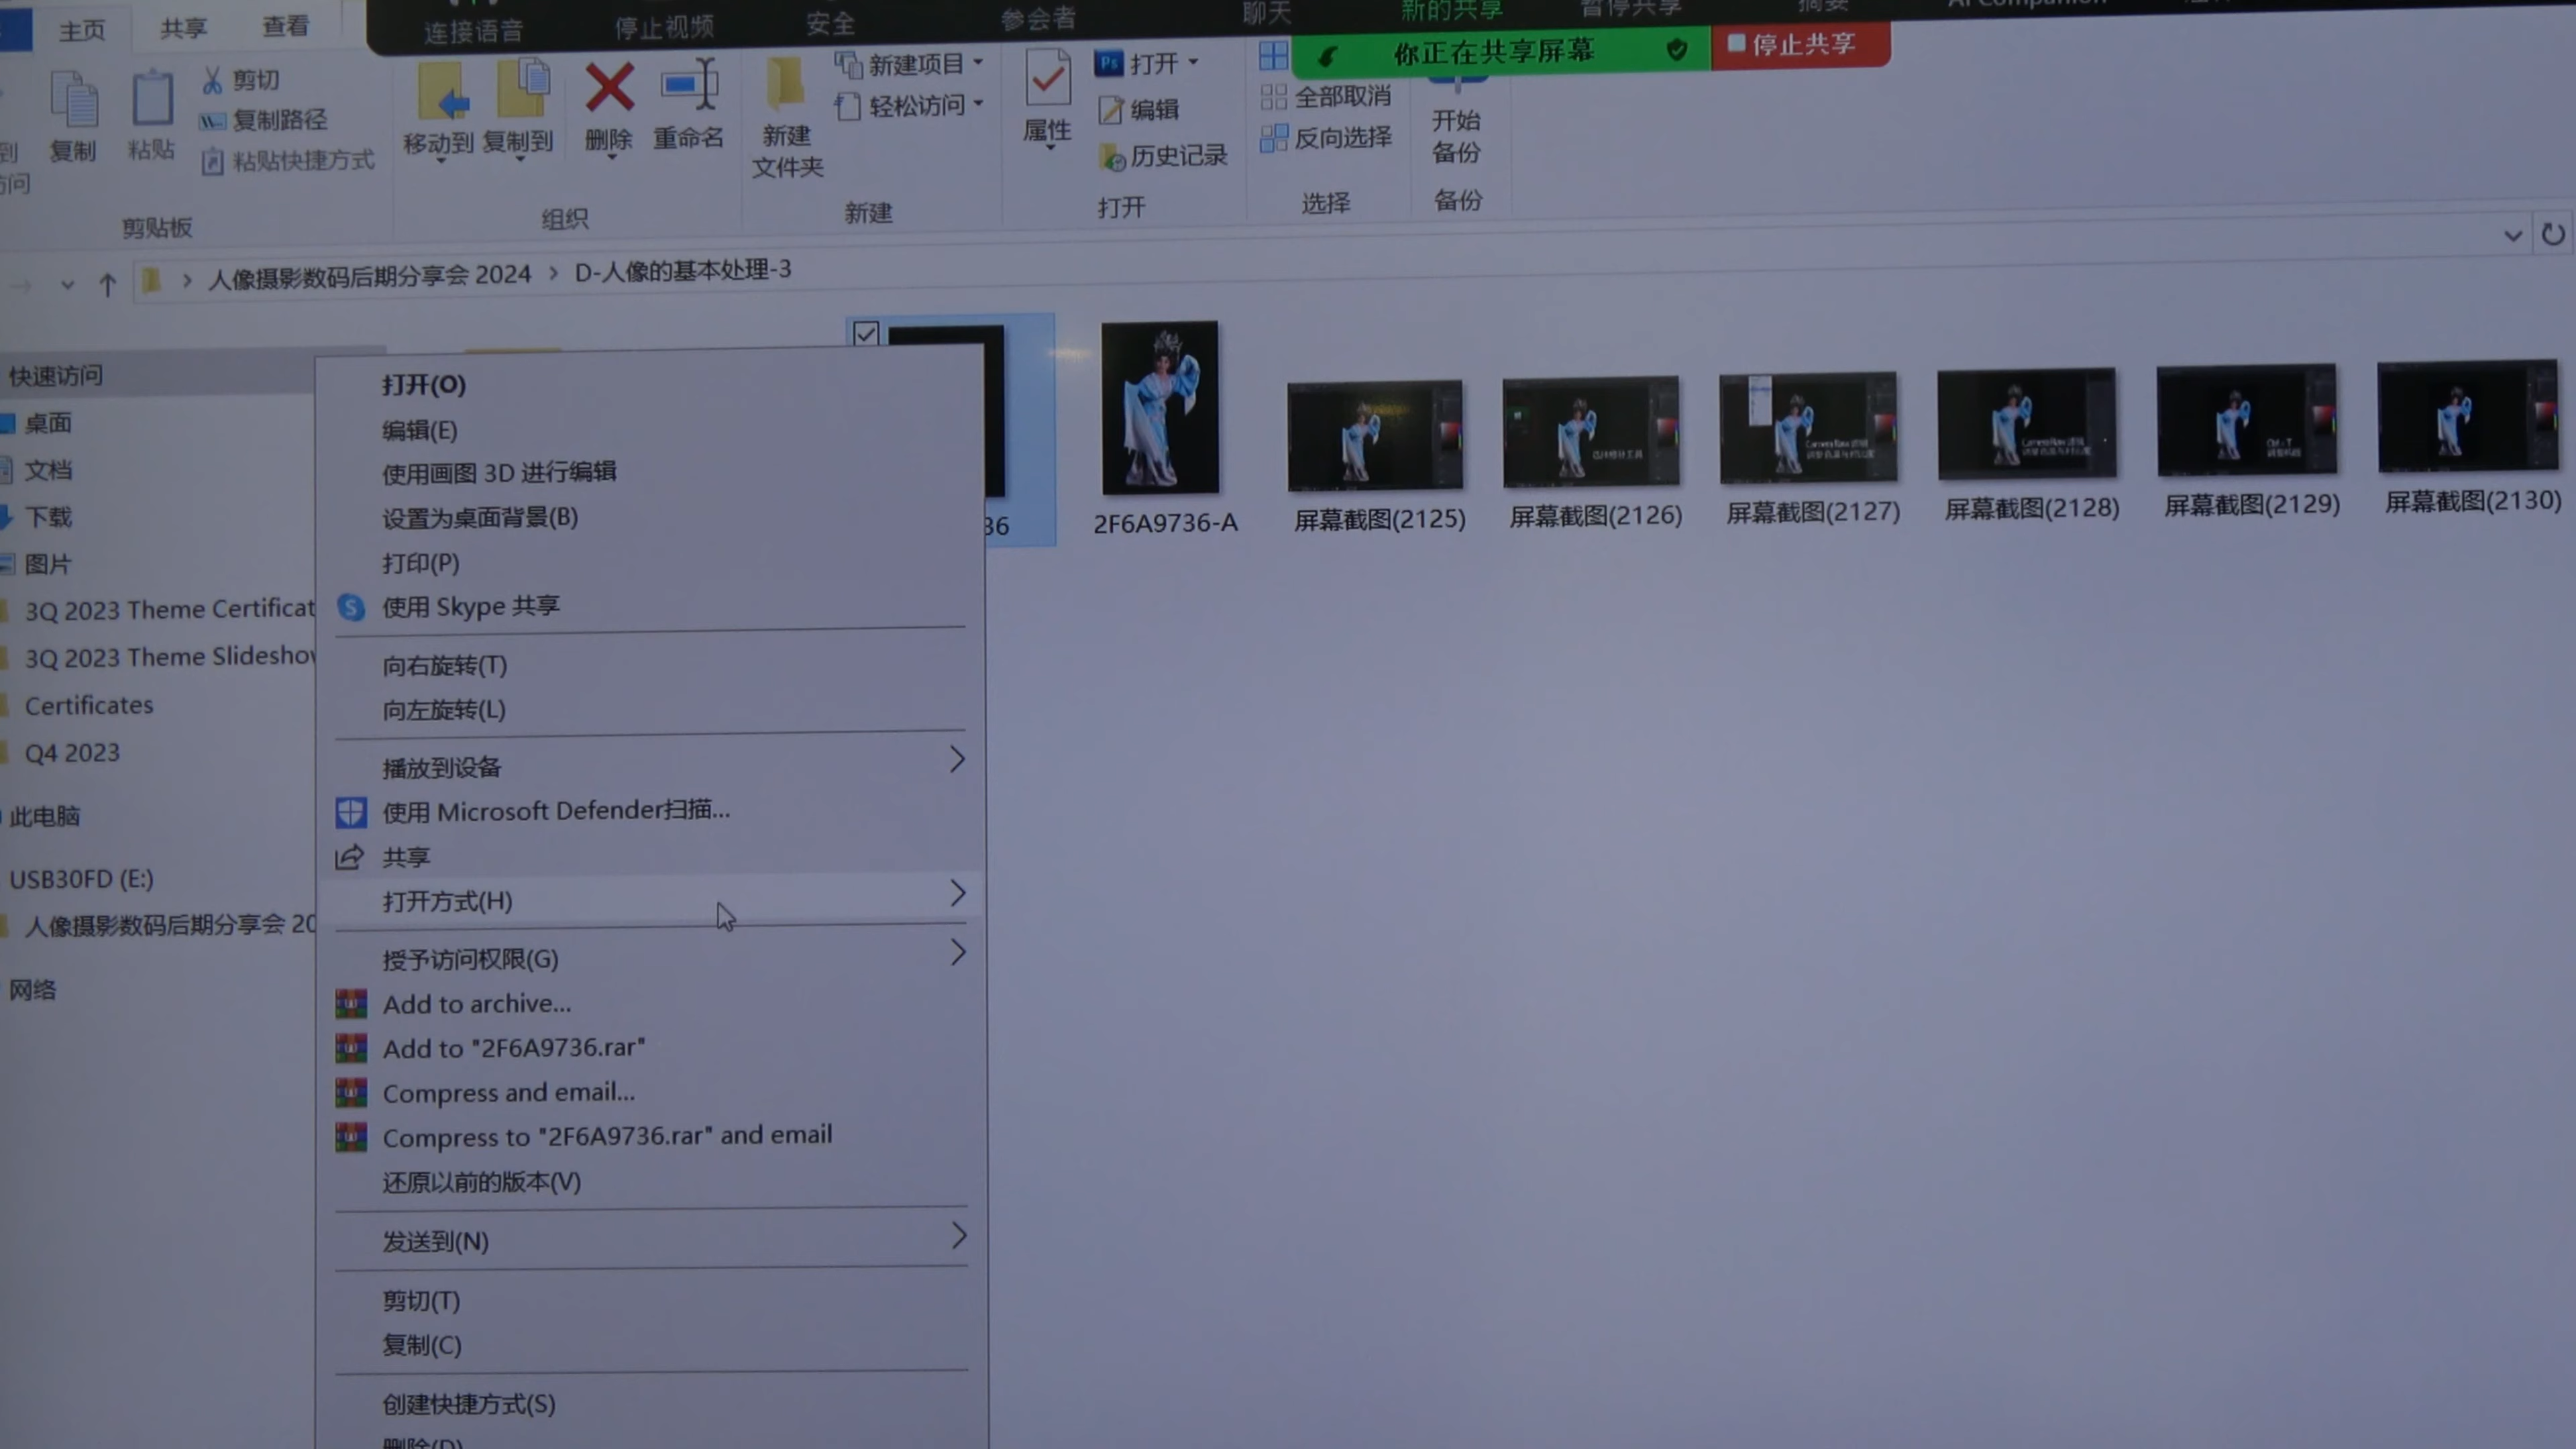 连接语音
停止视频
安全
参会者
聊天
新的共享
暂停共享
摘要
AI Companion
主页
共享
查看
你正在共享屏幕
停止共享
复制
粘贴
剪切
复制路径
粘贴快捷方式
剪贴板
移动到
复制到
删除
重命名
组织
新建
文件夹
新建项目
轻松访问
新建
属性
Ps
打开
编辑
历史记录
打开
全部取消
反向选择
选择
开始
备份
备份
人像摄影数码后期分享会 2024
D-人像的基本处理-3
快速访问
桌面
文档
下载
图片
3Q 2023 Theme Certificat
3Q 2023 Theme Slideshow
Certificates
Q4 2023
此电脑
USB30FD (E:)
人像摄影数码后期分享会 20
网络
打开(O)
编辑(E)
使用画图 3D 进行编辑
设置为桌面背景(B)
打印(P)
使用 Skype 共享
向右旋转(T)
向左旋转(L)
播放到设备
使用 Microsoft Defender扫描...
共享
打开方式(H)
授予访问权限(G)
Add to archive...
Add to "2F6A9736.rar"
Compress and email...
Compress to "2F6A9736.rar" and email
还原以前的版本(V)
发送到(N)
剪切(T)
复制(C)
创建快捷方式(S)
删除(D)
36
2F6A9736-A
屏幕截图(2125)
屏幕截图(2126)
屏幕截图(2127)
屏幕截图(2128)
屏幕截图(2129)
屏幕截图(2130)